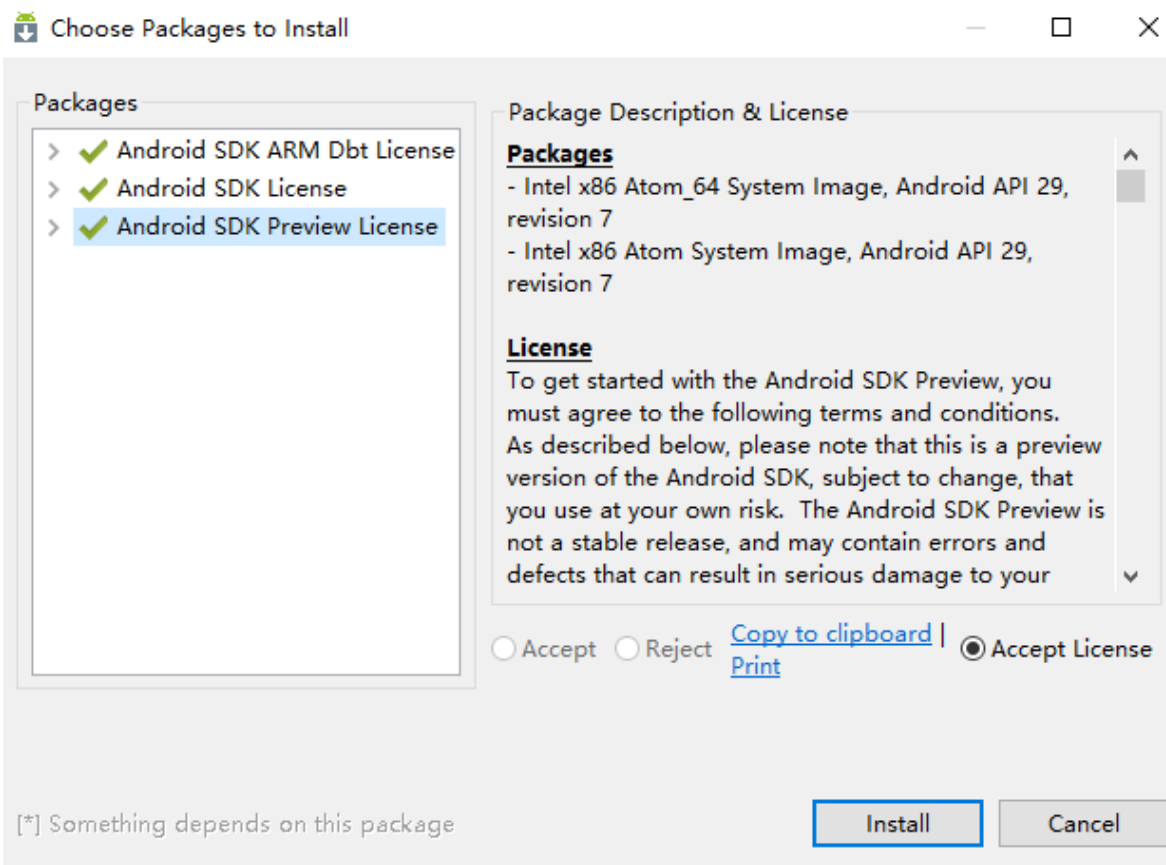 Choose Packages to Install
Packages
Android SDK ARM Dbt License
Android SDK License
Android SDK Preview License
Package Description & License
Packages
- Intel x86 Atom_64 System Image, Android API 29,
revision 7
- Intel x86 Atom System Image, Android API 29,
revision 7
License
To get started with the Android SDK Preview, you
must agree to the following terms and conditions.
As described below, please note that this is a preview
version of the Android SDK, subject to change, that
you use at your own risk.  The Android SDK Preview is
not a stable release, and may contain errors and
defects that can result in serious damage to your
Accept Reject Copy to clipboard | Accept License
Print
[*] Something depends on this package
Install Cancel